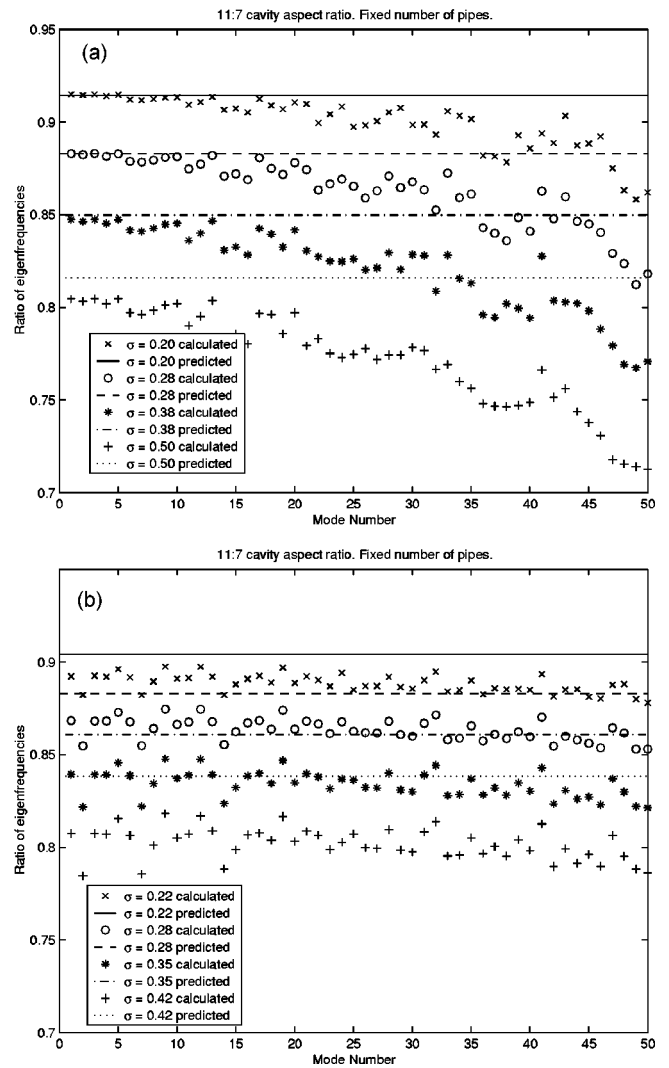 11:7 cavity aspect ratio. Fixed number of pipes.
(a)
0.95
0.9
0.85
0.8
0.75
0.7
Ratio of eigenfrequencies
σ = 0.20 calculated
σ = 0.20 predicted
σ = 0.28 calculated
σ = 0.28 predicted
σ = 0.38 calculated
σ = 0.38 predicted
σ = 0.50 calculated
σ = 0.50 predicted
0 5 10 15 20 25 30 35 40 45 50
Mode Number
11:7 cavity aspect ratio. Fixed number of pipes.
(b)
0.9
0.85
0.8
0.75
0.7
Ratio of eigenfrequencies
σ = 0.22 calculated
σ = 0.22 predicted
σ = 0.28 calculated
σ = 0.28 predicted
σ = 0.35 calculated
σ = 0.35 predicted
σ = 0.42 calculated
σ = 0.42 predicted
0 5 10 15 20 25 30 35 40 45 50
Mode Number